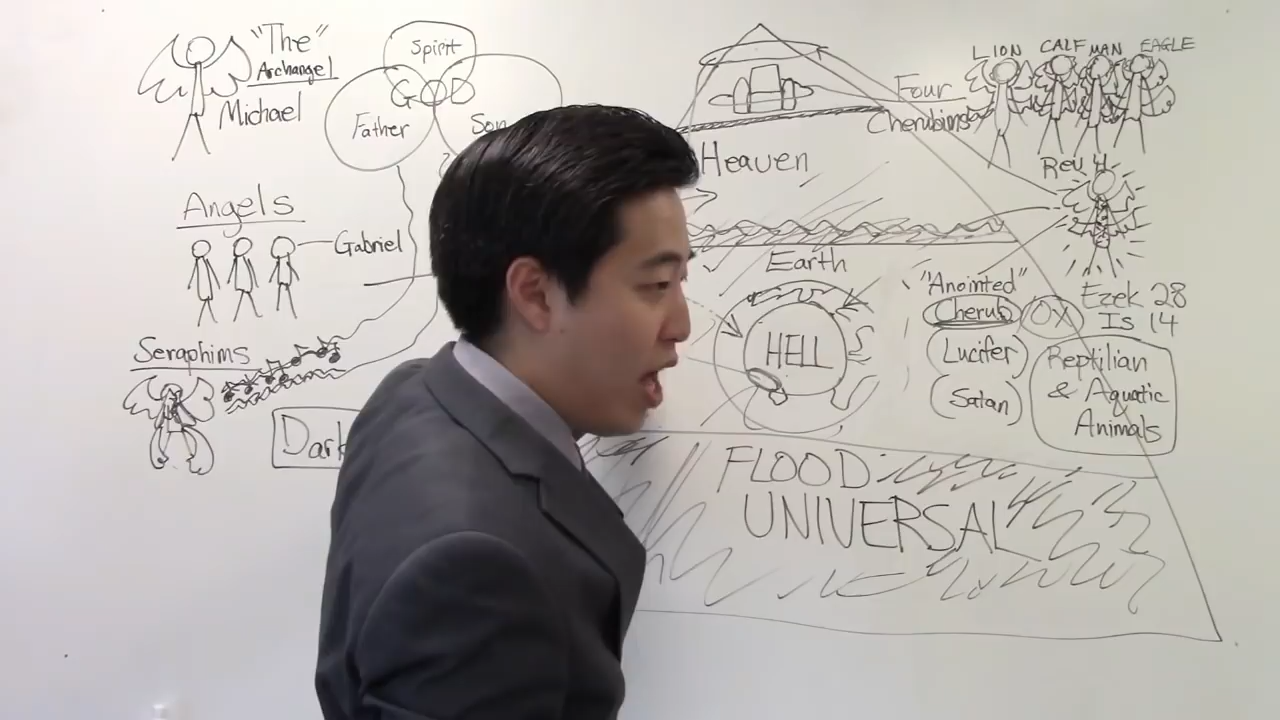 "The"
Archangel
Michael
Spirit
GOD
Father
Son
Angels
Gabriel
Seraphims
Dark
Heaven
Earth
HELL
FLOOD
UNIVERSAL
Four
Cherubims
LION CALF MAN EAGLE
Rev 4
"Anointed"
Cherub OX
Lucifer
Satan
Ezek 28
Is 14
Reptilian
& Aquatic
Animals